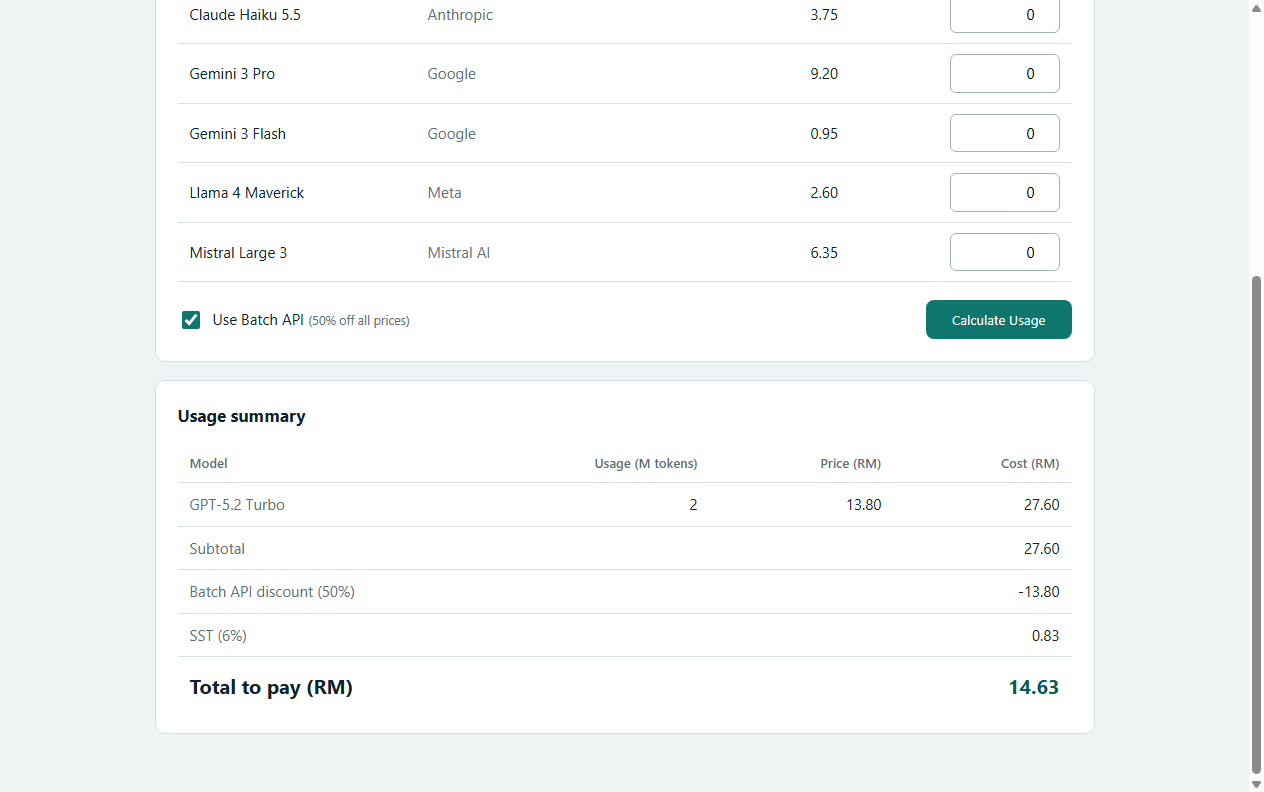 Claude Haiku 5.5 Anthropic 3.75 0
Gemini 3 Pro Google 9.20 0
Gemini 3 Flash Google 0.95 0
Llama 4 Maverick Meta 2.60 0
Mistral Large 3 Mistral AI 6.35 0
Use Batch API (50% off all prices) Calculate Usage
Usage summary
Model Usage (M tokens) Price (RM) Cost (RM)
GPT-5.2 Turbo 2 13.80 27.60
Subtotal 27.60
Batch API discount (50%) -13.80
SST (6%) 0.83
Total to pay (RM) 14.63